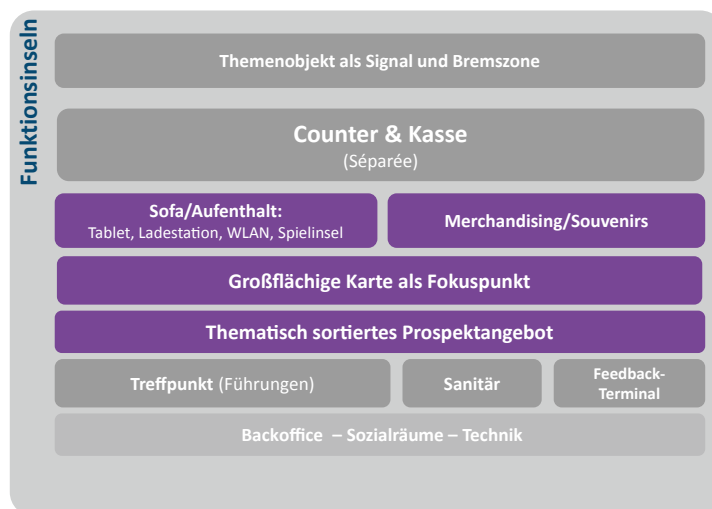 Funktionsinseln
Themenobjekt als Signal und Bremszone
Counter & Kasse
(Séparée)
Sofa/Aufenthalt:
Tablet, Ladestation, WLAN, Spielinsel
Merchandising/Souvenirs
Großflächige Karte als Fokuspunkt
Thematisch sortiertes Prospektangebot
Treffpunkt (Führungen)
Sanitär
Feedback-
Terminal
Backoffice – Sozialräume – Technik